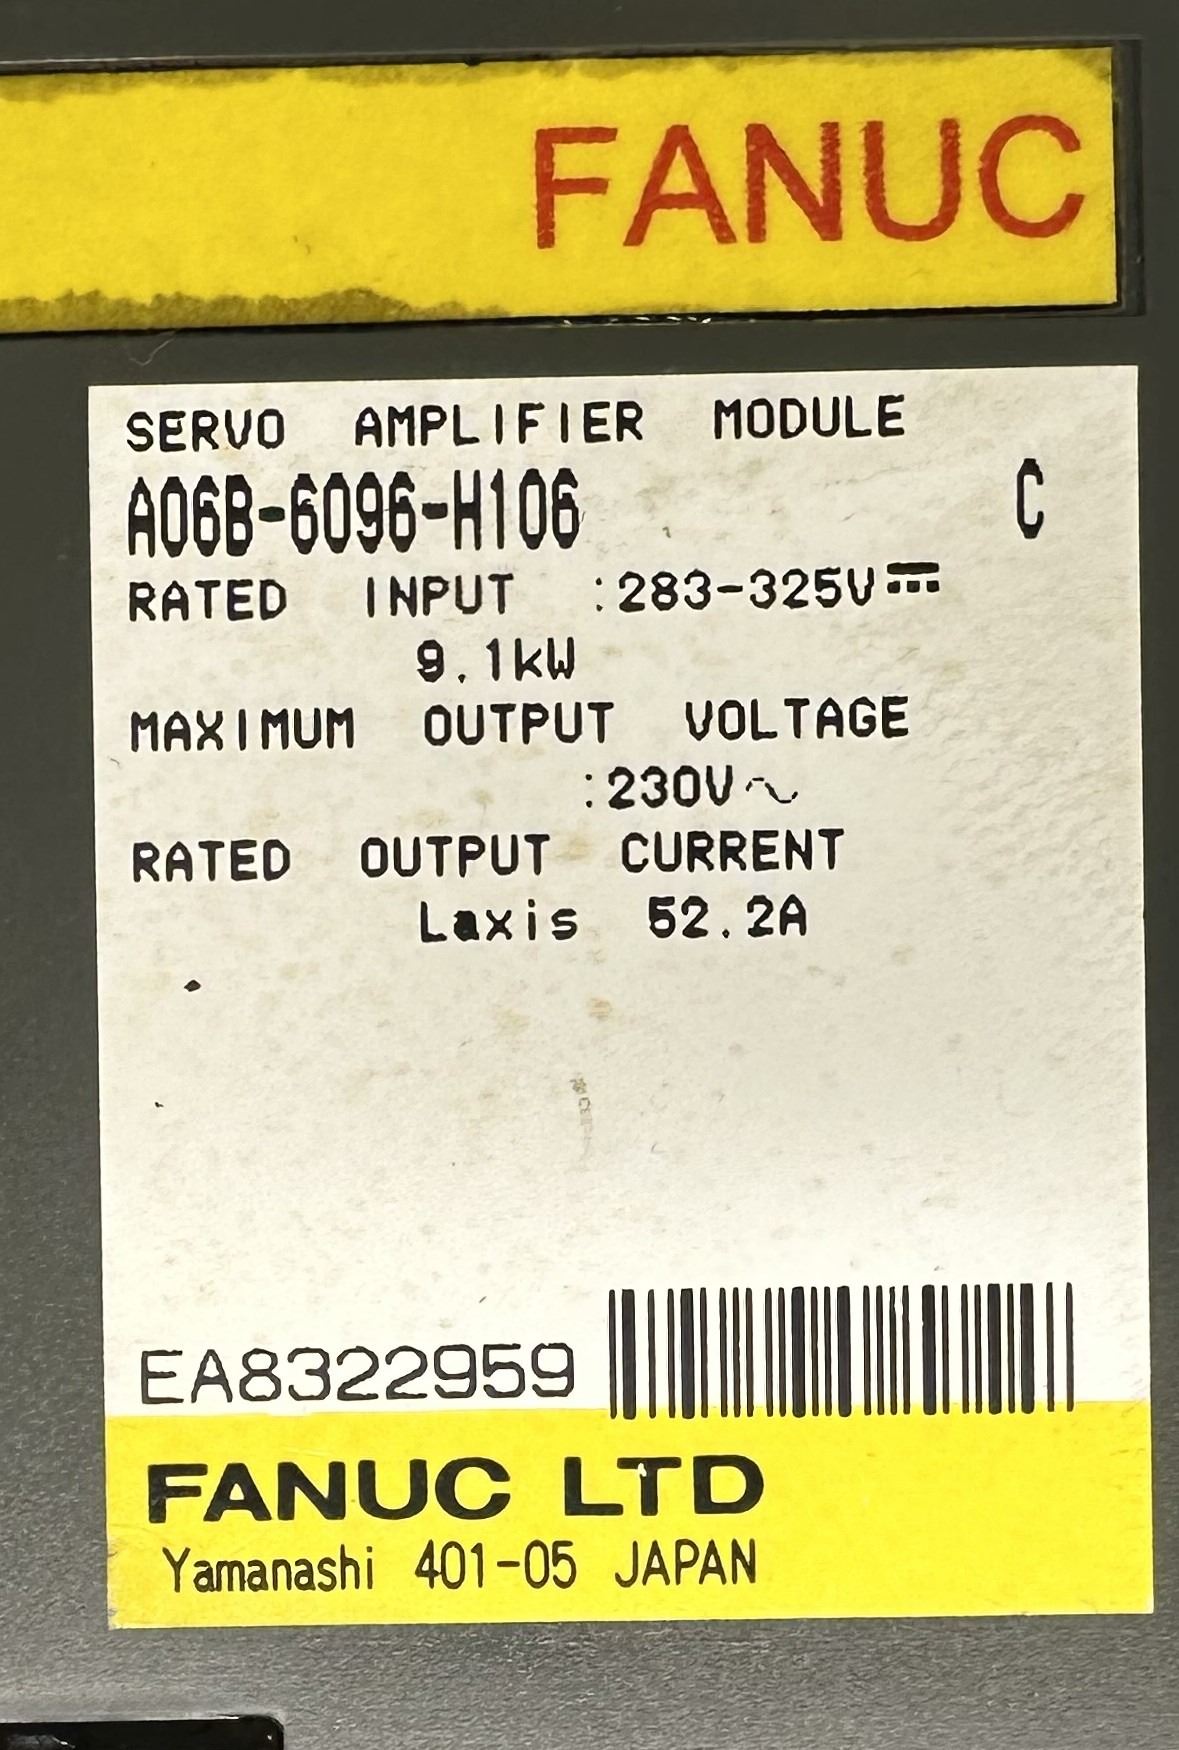 FANUC
SERVO AMPLIFIER MODULE
A06B-6096-H106 C
RATED INPUT :283-325V⎓
9.1kW
MAXIMUM OUTPUT VOLTAGE
:230V~
RATED OUTPUT CURRENT
Laxis 52.2A
EA8322959
FANUC LTD
Yamanashi 401-05 JAPAN